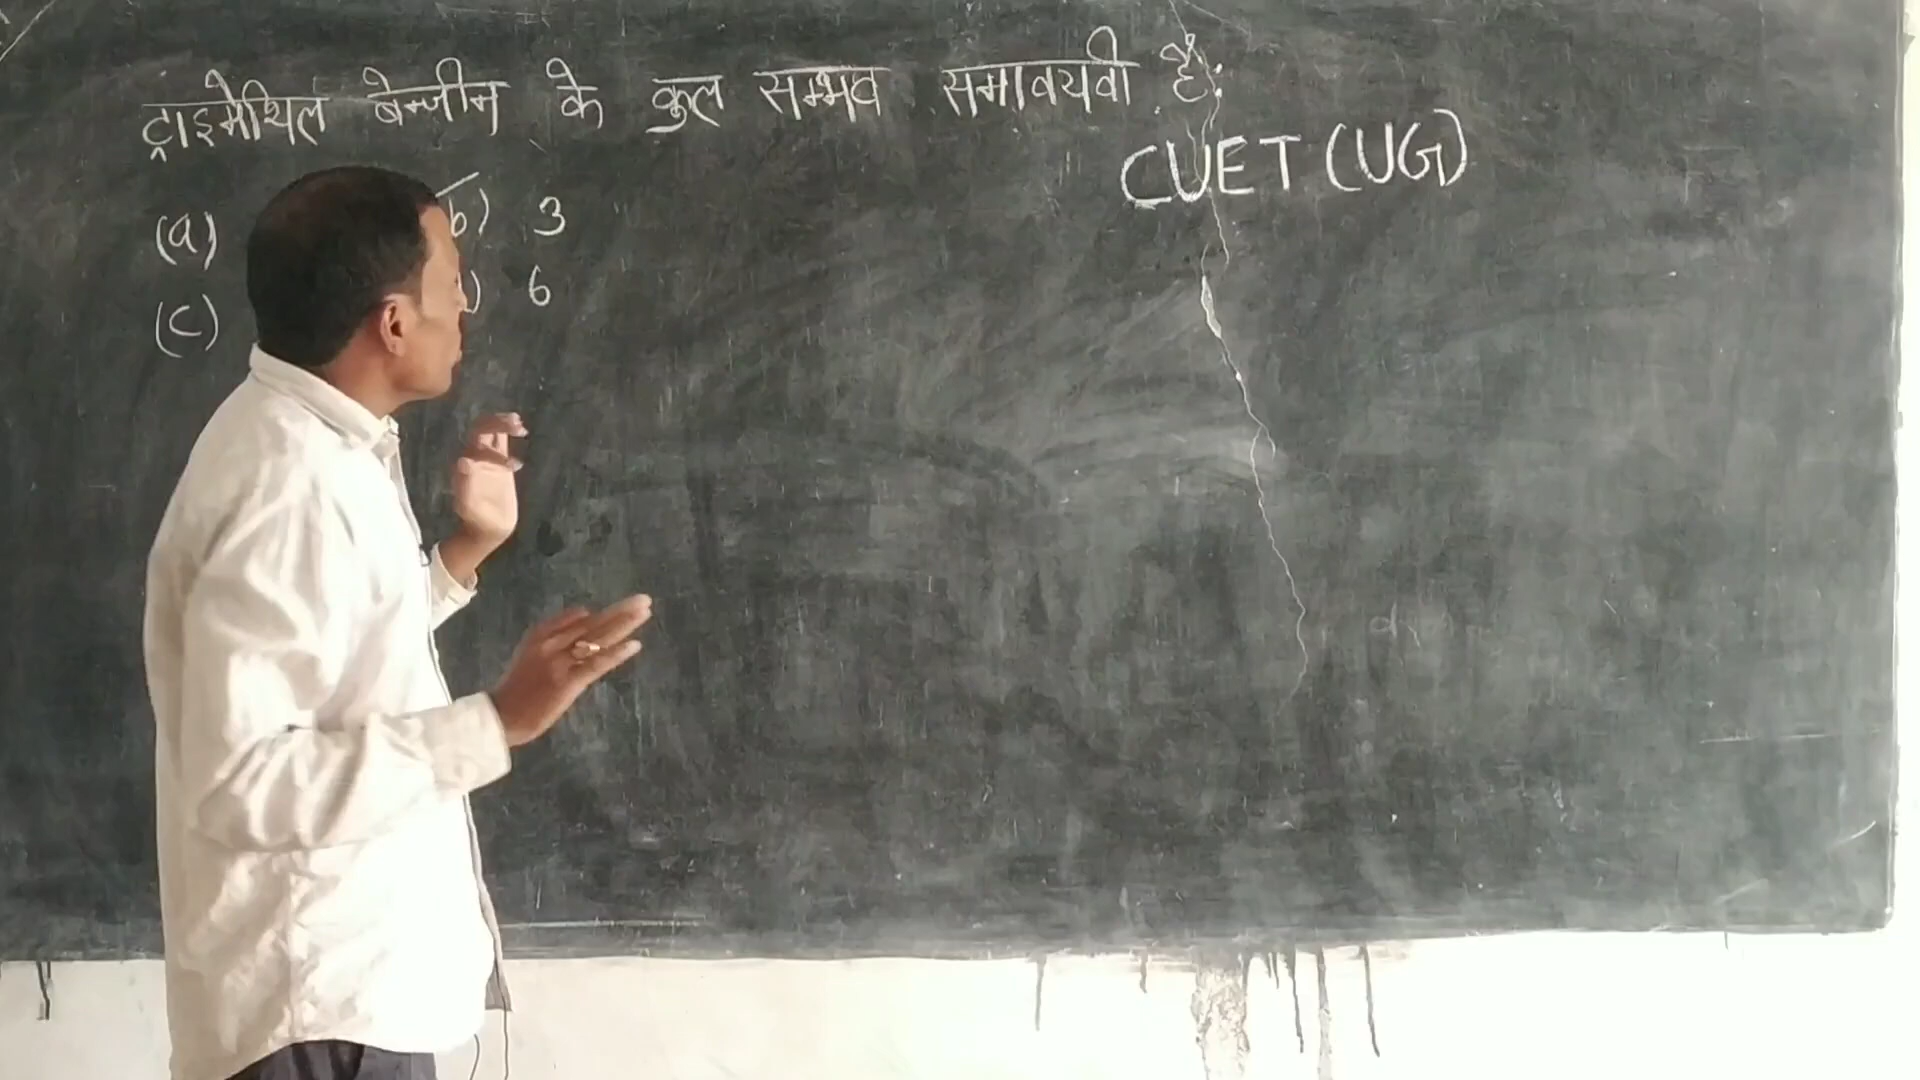 ट्राइमेथिल बेन्जीन के कुल सम्भव समावयवी है:
CUET (UG)
(a) b) 3
(c) ) 6